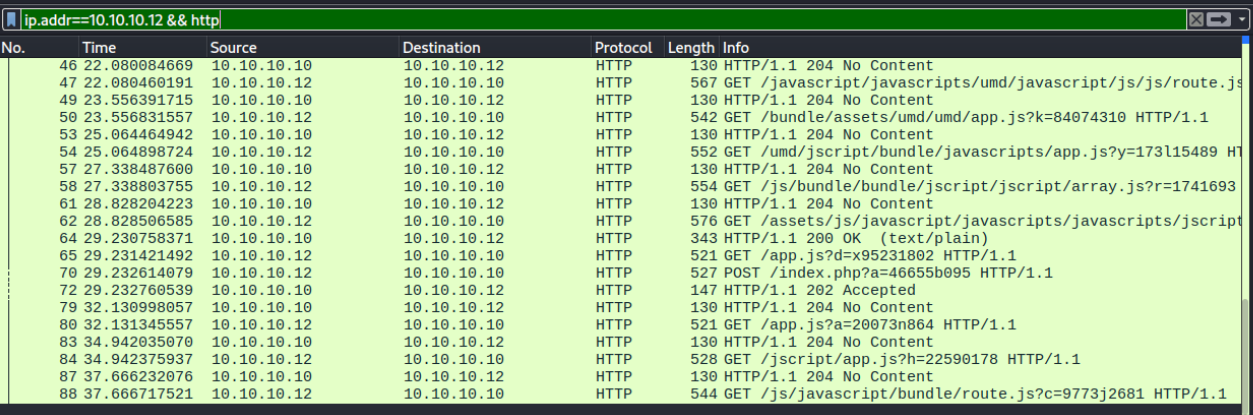 ip.addr==10.10.10.12 && http
No. Time Source Destination Protocol Length Info
46 22.080084669 10.10.10.10 10.10.10.12 HTTP 130 HTTP/1.1 204 No Content
47 22.080460191 10.10.10.12 10.10.10.10 HTTP 567 GET /javascript/javascripts/umd/javascript/js/js/route.js
49 23.556391715 10.10.10.10 10.10.10.12 HTTP 130 HTTP/1.1 204 No Content
50 23.556831557 10.10.10.12 10.10.10.10 HTTP 542 GET /bundle/assets/umd/umd/app.js?k=84074310 HTTP/1.1
53 25.064464942 10.10.10.10 10.10.10.12 HTTP 130 HTTP/1.1 204 No Content
54 25.064898724 10.10.10.12 10.10.10.10 HTTP 552 GET /umd/jscript/bundle/javascripts/app.js?y=173l15489 HT
57 27.338487600 10.10.10.10 10.10.10.12 HTTP 130 HTTP/1.1 204 No Content
58 27.338803755 10.10.10.12 10.10.10.10 HTTP 554 GET /js/bundle/bundle/jscript/jscript/array.js?r=1741693
61 28.828204223 10.10.10.10 10.10.10.12 HTTP 130 HTTP/1.1 204 No Content
62 28.828506585 10.10.10.12 10.10.10.10 HTTP 576 GET /assets/js/javascript/javascripts/javascripts/jscript
64 29.230758371 10.10.10.10 10.10.10.12 HTTP 343 HTTP/1.1 200 OK (text/plain)
65 29.231421492 10.10.10.12 10.10.10.10 HTTP 521 GET /app.js?d=x95231802 HTTP/1.1
70 29.232614079 10.10.10.12 10.10.10.10 HTTP 527 POST /index.php?a=46655b095 HTTP/1.1
72 29.232760539 10.10.10.10 10.10.10.12 HTTP 147 HTTP/1.1 202 Accepted
79 32.130998057 10.10.10.10 10.10.10.12 HTTP 130 HTTP/1.1 204 No Content
80 32.131345557 10.10.10.12 10.10.10.10 HTTP 521 GET /app.js?a=20073n864 HTTP/1.1
83 34.942035070 10.10.10.10 10.10.10.12 HTTP 130 HTTP/1.1 204 No Content
84 34.942375937 10.10.10.12 10.10.10.10 HTTP 528 GET /jscript/app.js?h=22590178 HTTP/1.1
87 37.666232076 10.10.10.10 10.10.10.12 HTTP 130 HTTP/1.1 204 No Content
88 37.666717521 10.10.10.12 10.10.10.10 HTTP 544 GET /js/javascript/bundle/route.js?c=9773j2681 HTTP/1.1